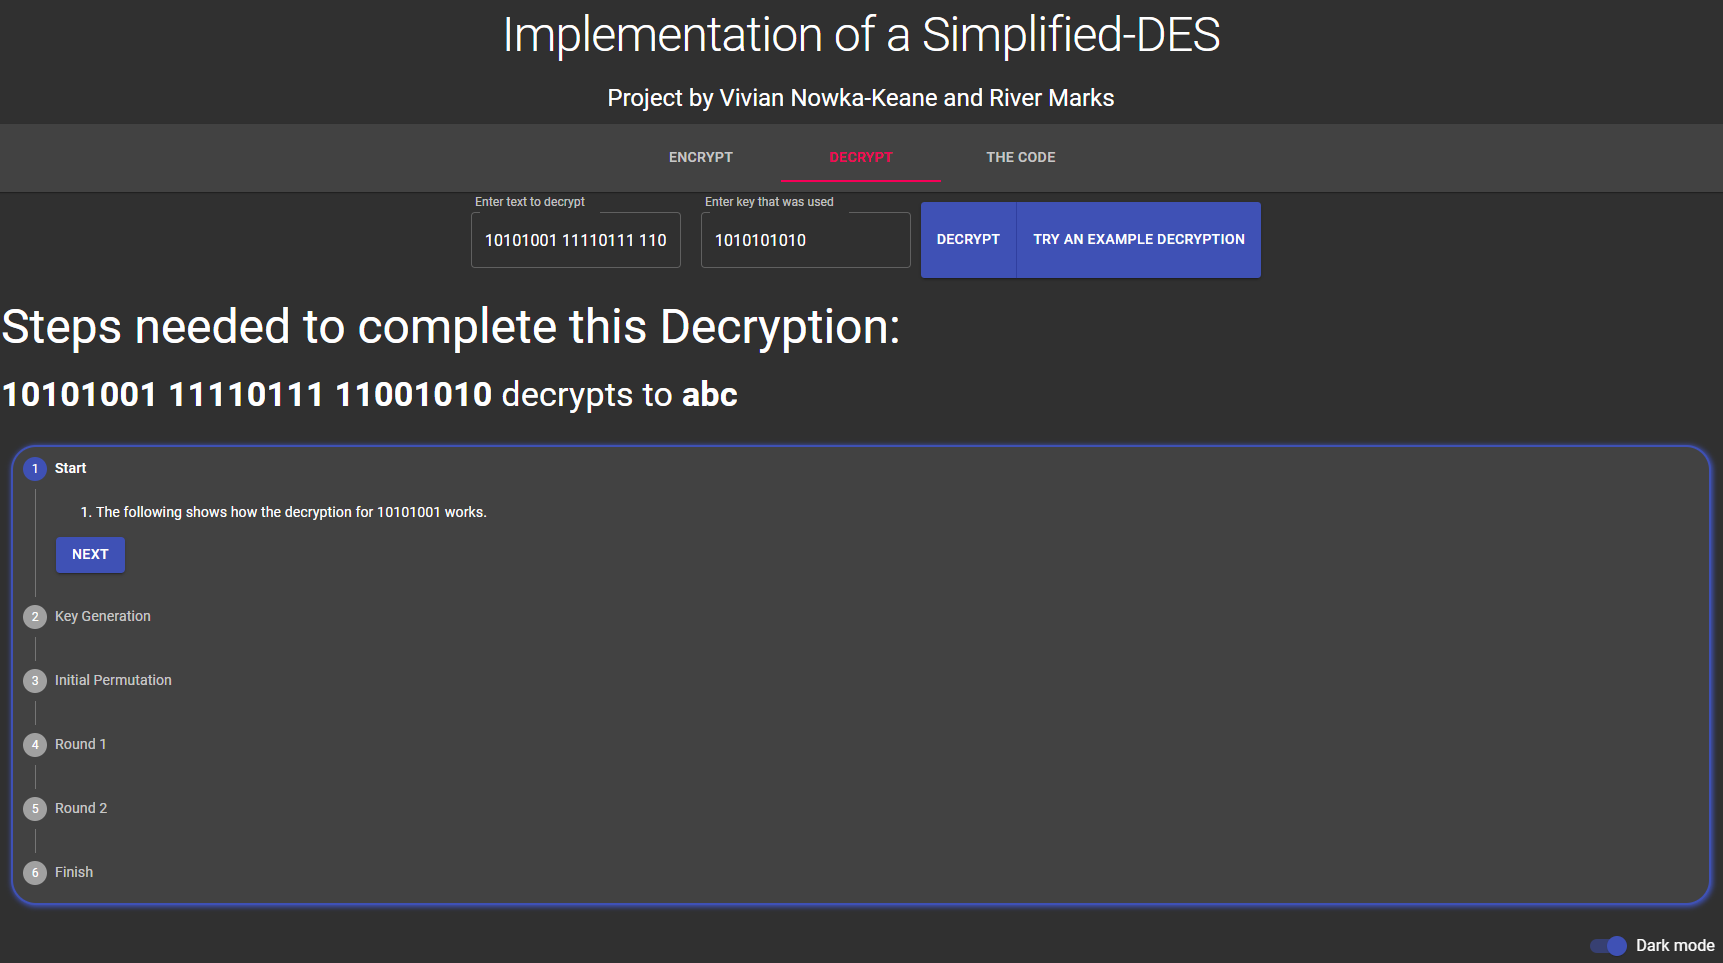 Implementation of a Simplified-DES
Project by Vivian Nowka-Keane and River Marks
ENCRYPT DECRYPT THE CODE
Enter text to decrypt Enter key that was used
10101001 11110111 110 1010101010 DECRYPT TRY AN EXAMPLE DECRYPTION
Steps needed to complete this Decryption:
10101001 11110111 11001010 decrypts to abc
1 Start
1. The following shows how the decryption for 10101001 works.
NEXT
2 Key Generation
3 Initial Permutation
4 Round 1
5 Round 2
6 Finish
Dark mode